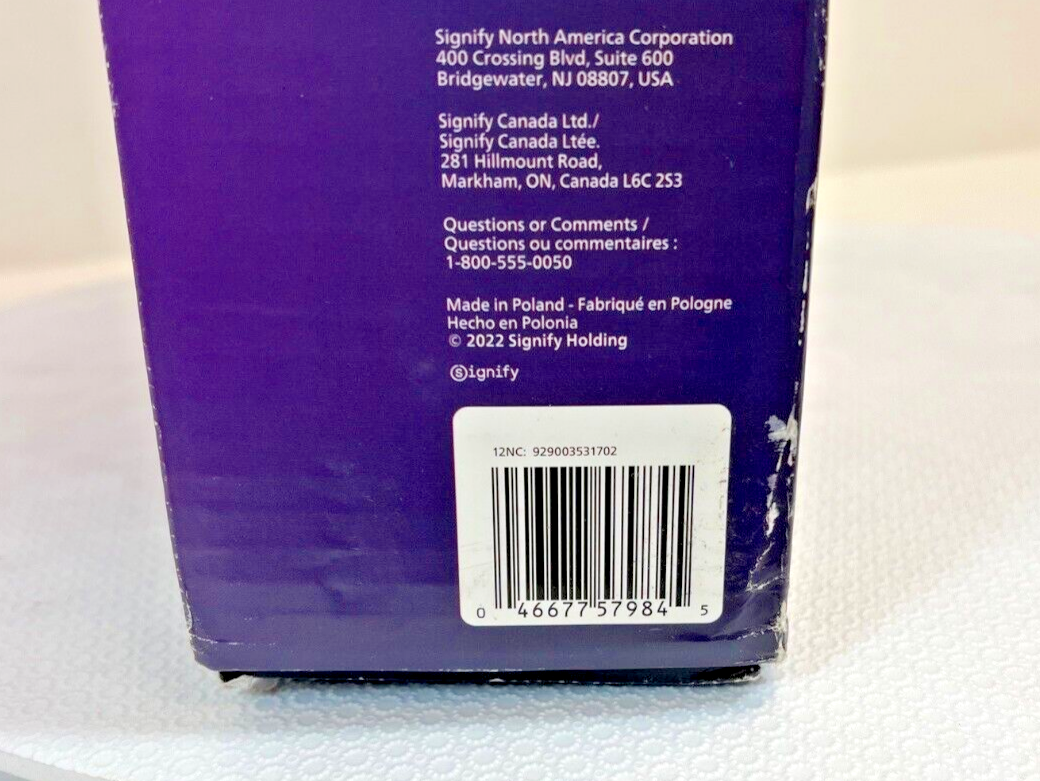 Signify North America Corporation
400 Crossing Blvd, Suite 600
Bridgewater, NJ 08807, USA
Signify Canada Ltd./
Signify Canada Ltée.
281 Hillmount Road,
Markham, ON, Canada L6C 2S3
Questions or Comments /
Questions ou commentaires :
1-800-555-0050
Made in Poland - Fabriqué en Pologne
Hecho en Polonia
© 2022 Signify Holding
Signify
12NC: 929003531702
0 46677 57984 5